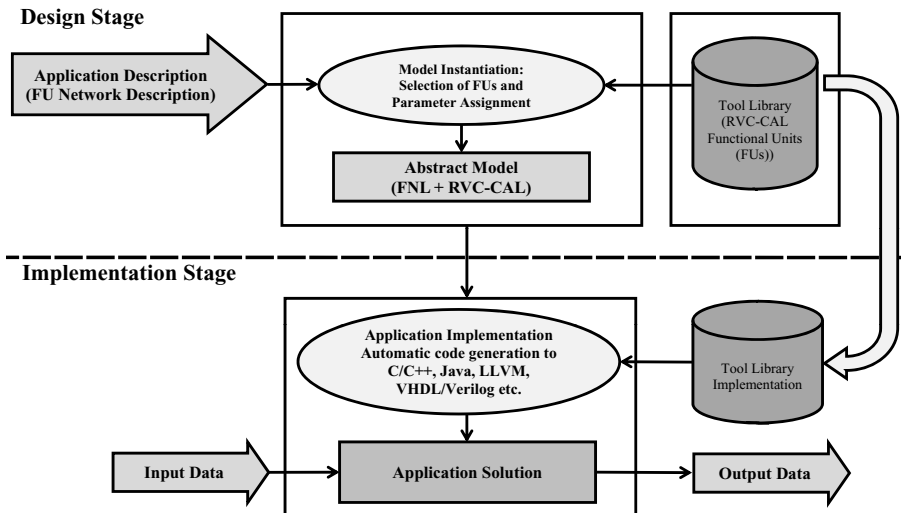 Design Stage
Application Description
(FU Network Description)
Model Instantiation:
Selection of FUs and
Parameter Assignment
Tool Library
(RVC-CAL
Functional Units
(FUs))
Abstract Model
(FNL + RVC-CAL)
Implementation Stage
Application Implementation
Automatic code generation to
C/C++, Java, LLVM,
VHDL/Verilog etc.
Tool Library
Implementation
Input Data
Application Solution
Output Data